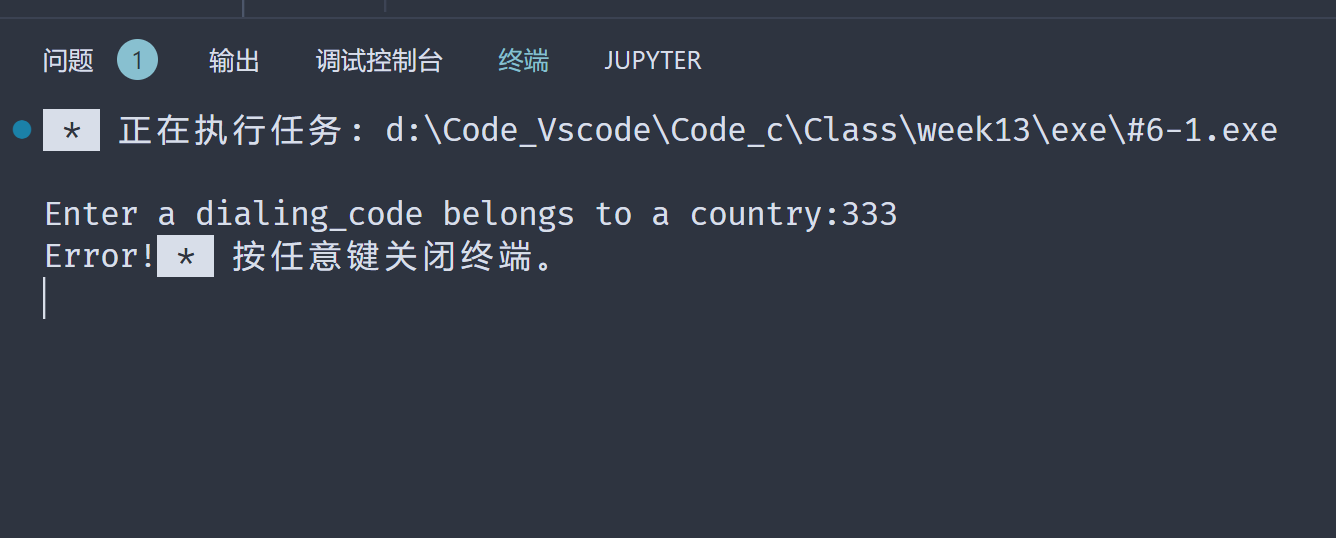 问题 1 输出 调试控制台 终端 JUPYTER
* 正在执行任务: d:\Code_Vscode\Code_c\Class\week13\exe\#6-1.exe
Enter a dialing_code belongs to a country:333
Error! * 按任意键关闭终端。